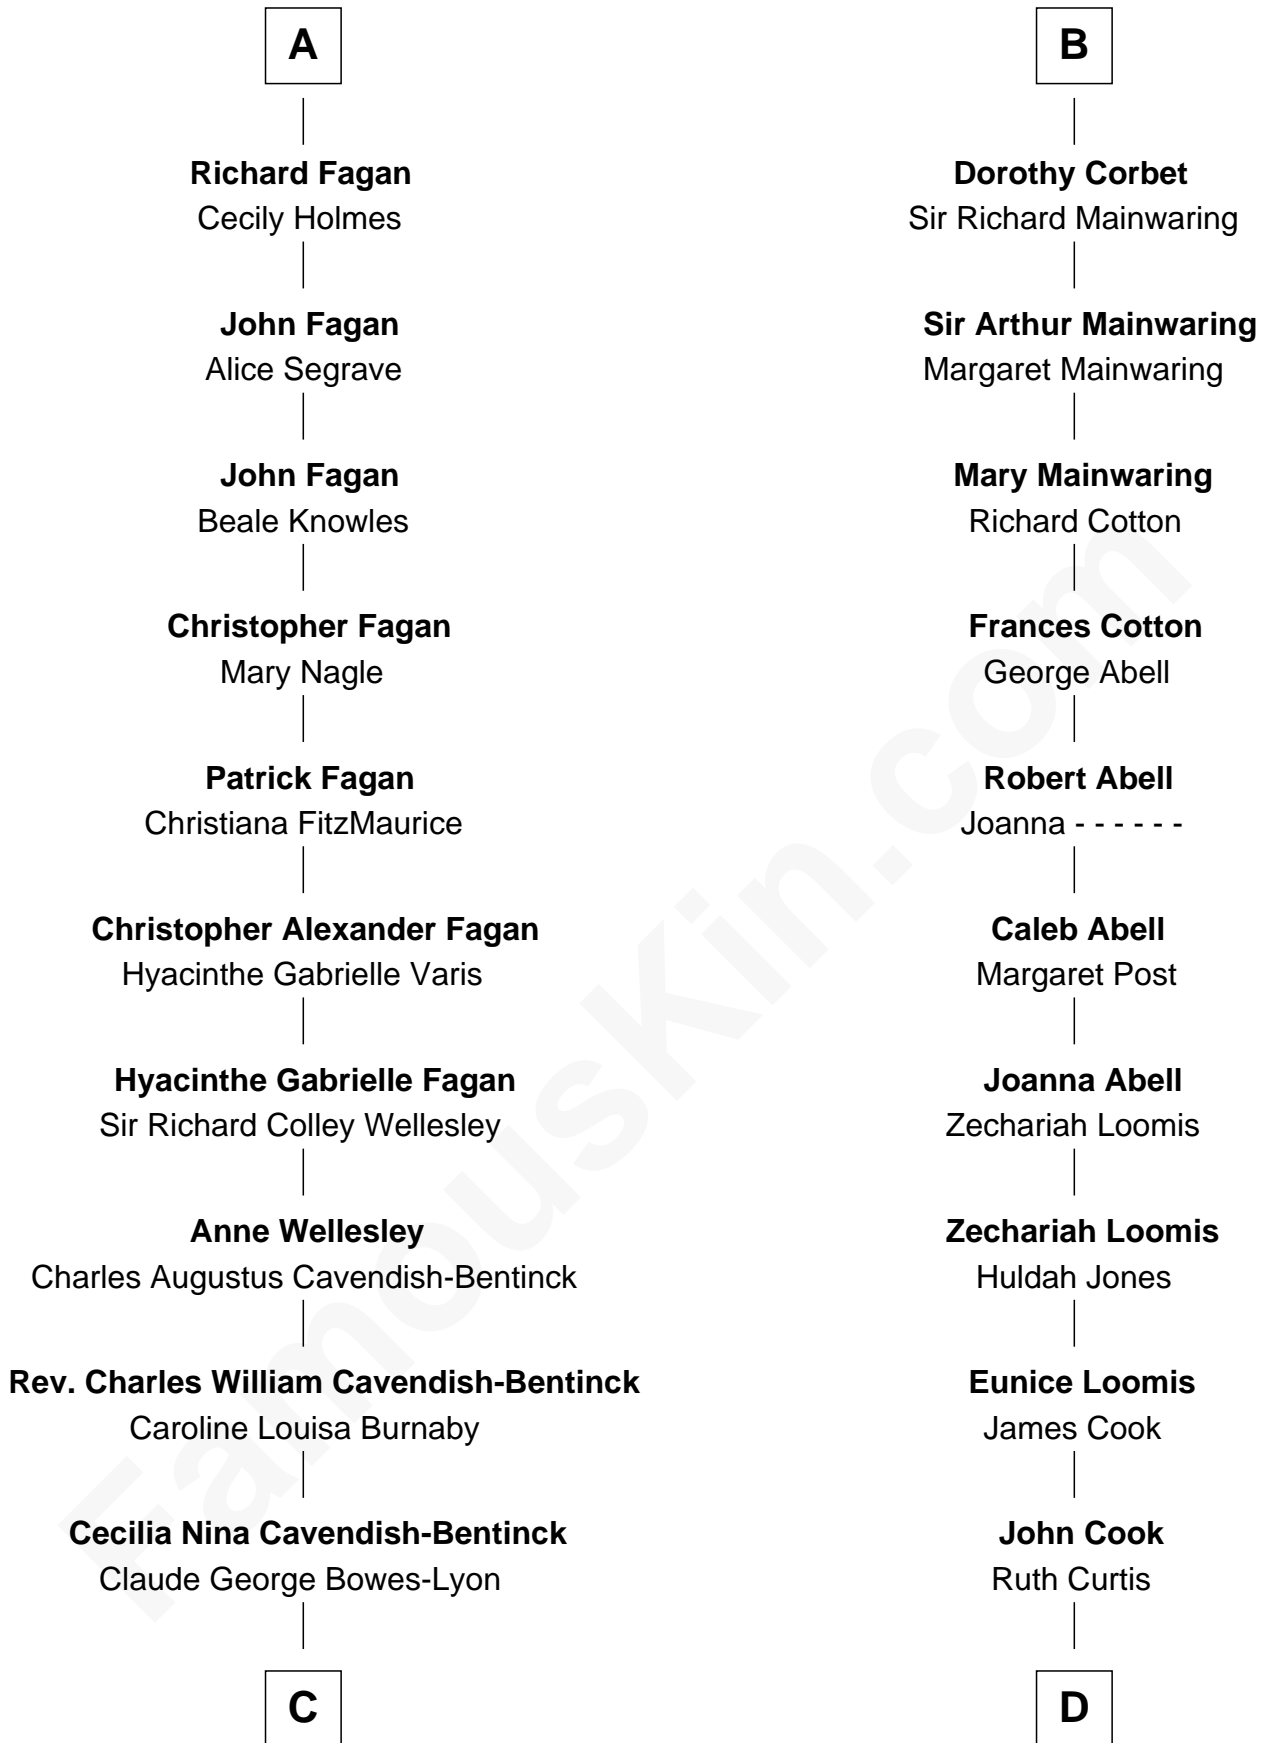 A
Richard Fagan
Cecily Holmes
John Fagan
Alice Segrave
John Fagan
Beale Knowles
Christopher Fagan
Mary Nagle
Patrick Fagan
Christiana FitzMaurice
Christopher Alexander Fagan
Hyacinthe Gabrielle Varis
Hyacinthe Gabrielle Fagan
Sir Richard Colley Wellesley
Anne Wellesley
Charles Augustus Cavendish-Bentinck
Rev. Charles William Cavendish-Bentinck
Caroline Louisa Burnaby
Cecilia Nina Cavendish-Bentinck
Claude George Bowes-Lyon
C
B
Dorothy Corbet
Sir Richard Mainwaring
Sir Arthur Mainwaring
Margaret Mainwaring
Mary Mainwaring
Richard Cotton
Frances Cotton
George Abell
Robert Abell
Joanna - - - - - -
Caleb Abell
Margaret Post
Joanna Abell
Zechariah Loomis
Zechariah Loomis
Huldah Jones
Eunice Loomis
James Cook
John Cook
Ruth Curtis
D
FamousKin.com